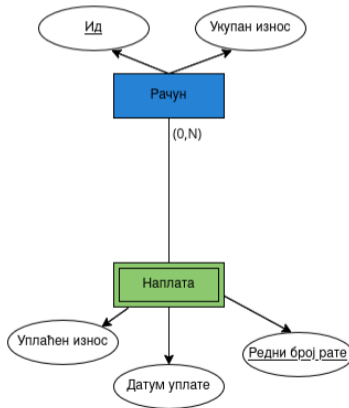 Ид
Укупан износ
Рачун
(0,N)
Наплата
Уплаћен износ
Редни број рате
Датум уплате